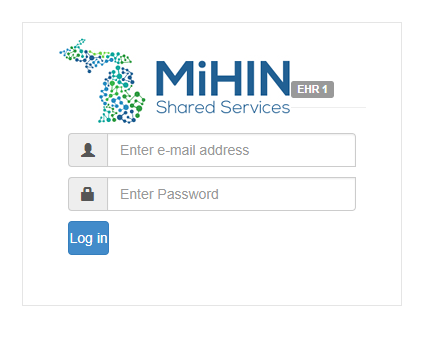 MiHIN
EHR 1
Shared Services
Enter e-mail address
Enter Password
Log in